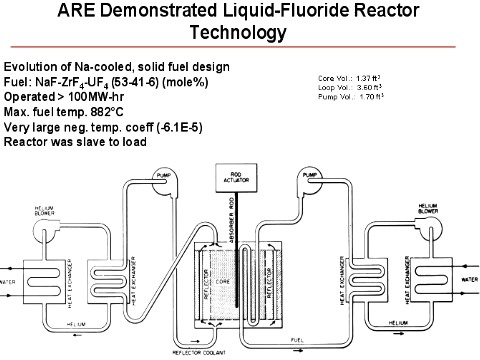 ARE Demonstrated Liquid-Fluoride Reactor
Technology
Evolution of Na-cooled, solid fuel design
Fuel: NaF-ZrF₄-UF₄ (53-41-6) (mole%)
Operated > 100MW-hr
Max. fuel temp. 882°C
Very large neg. temp. coeff (-6.1E-5)
Reactor was slave to load
Core Vol.: 1.37 ft³
Loop Vol.: 3.60 ft³
Pump Vol.: 1.70 ft³
PUMP
ROD
ACTUATOR
PUMP
HELIUM
BLOWER
HELIUM
BLOWER
ABSORBER ROD
WATER
HEAT EXCHANGER
HEAT EXCHANGER
REFLECTOR
CORE
REFLECTOR
HEAT EXCHANGER
HEAT EXCHANGER
WATER
HELIUM
FUEL
HELIUM
REFLECTOR COOLANT